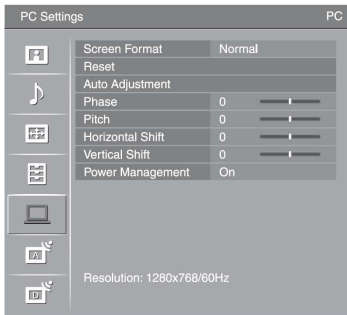 PC Settings PC
Screen Format Normal
Reset
Auto Adjustment
Phase 0
Pitch 0
Horizontal Shift 0
Vertical Shift 0
Power Management On
A
D
Resolution: 1280x768/60Hz